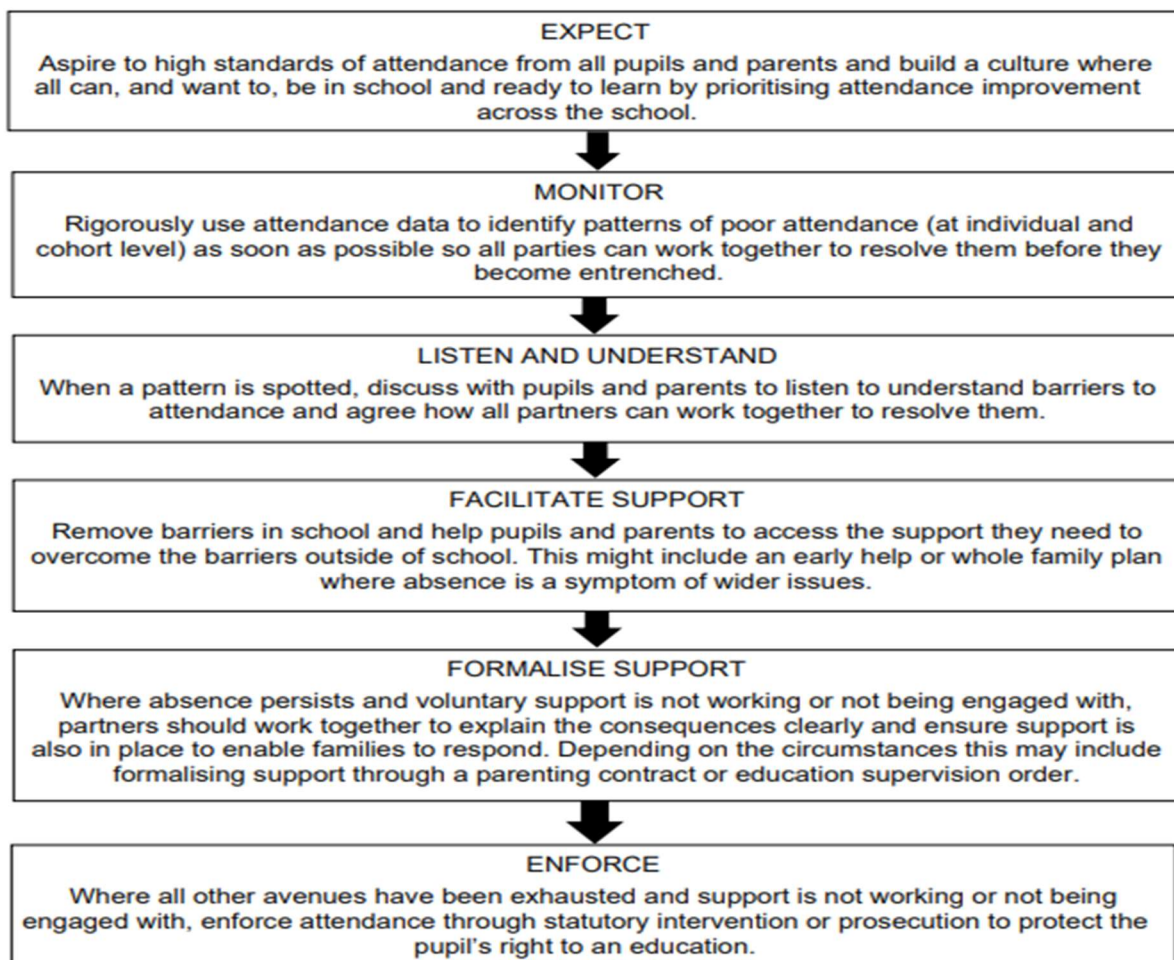 EXPECT
Aspire to high standards of attendance from all pupils and parents and build a culture where
all can, and want to, be in school and ready to learn by prioritising attendance improvement
across the school.
MONITOR
Rigorously use attendance data to identify patterns of poor attendance (at individual and
cohort level) as soon as possible so all parties can work together to resolve them before they
become entrenched.
LISTEN AND UNDERSTAND
When a pattern is spotted, discuss with pupils and parents to listen to understand barriers to
attendance and agree how all partners can work together to resolve them.
FACILITATE SUPPORT
Remove barriers in school and help pupils and parents to access the support they need to
overcome the barriers outside of school. This might include an early help or whole family plan
where absence is a symptom of wider issues.
FORMALISE SUPPORT
Where absence persists and voluntary support is not working or not being engaged with,
partners should work together to explain the consequences clearly and ensure support is
also in place to enable families to respond. Depending on the circumstances this may include
formalising support through a parenting contract or education supervision order.
ENFORCE
Where all other avenues have been exhausted and support is not working or not being
engaged with, enforce attendance through statutory intervention or prosecution to protect the
pupil's right to an education.